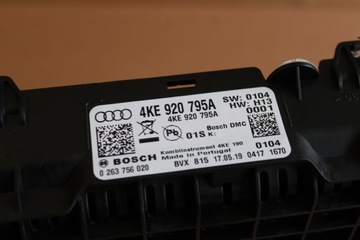 4KE 920 795A
4KE 920 795A
SW: 0104
HW: H13
0001
Pb
01S K:
Bosch DMC
BOSCH
Kombiinstrument 4KE 190
Made in Portugal
0104
0 263 756 020
BVX 815 17.05.19 0417 1670